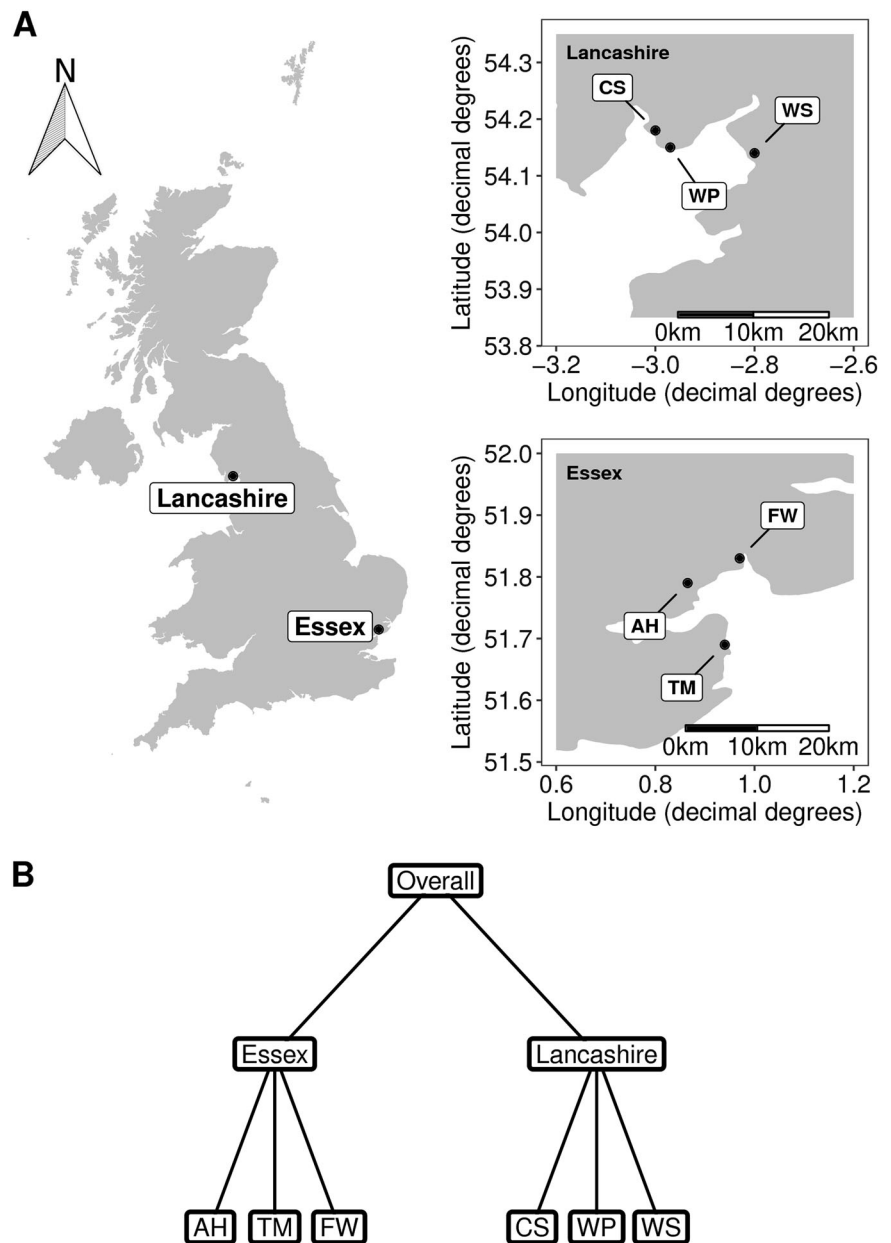 A
N
Lancashire
Essex
Lancashire
CS
WS
WP
54.3
54.2
54.1
54.0
53.9
53.8
Latitude (decimal degrees)
0km 10km 20km
−3.2 −3.0 −2.8 −2.6
Longitude (decimal degrees)
Essex
FW
AH
TM
52.0
51.9
51.8
51.7
51.6
51.5
Latitude (decimal degrees)
0km 10km 20km
0.6 0.8 1.0 1.2
Longitude (decimal degrees)
B
Overall
Essex Lancashire
AH TM FW CS WP WS